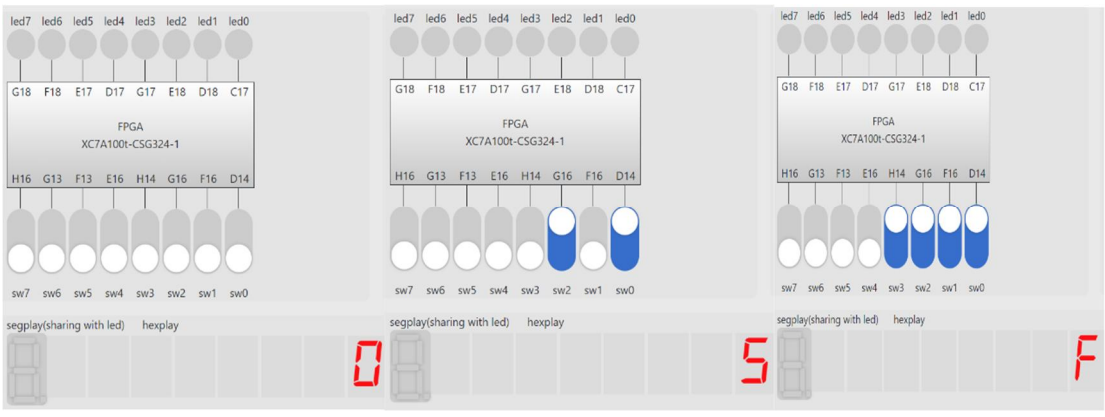 led7 led6 led5 led4 led3 led2 led1 led0
G18 F18 E17 D17 G17 E18 D18 C17
FPGA
XC7A100t-CSG324-1
H16 G13 F13 E16 H14 G16 F16 D14
sw7 sw6 sw5 sw4 sw3 sw2 sw1 sw0
segplay(sharing with led) hexplay
0
led7 led6 led5 led4 led3 led2 led1 led0
G18 F18 E17 D17 G17 E18 D18 C17
FPGA
XC7A100t-CSG324-1
H16 G13 F13 E16 H14 G16 F16 D14
sw7 sw6 sw5 sw4 sw3 sw2 sw1 sw0
segplay(sharing with led) hexplay
5
led7 led6 led5 led4 led3 led2 led1 led0
G18 F18 E17 D17 G17 E18 D18 C17
FPGA
XC7A100t-CSG324-1
H16 G13 F13 E16 H14 G16 F16 D14
sw7 sw6 sw5 sw4 sw3 sw2 sw1 sw0
segplay(sharing with led) hexplay
F